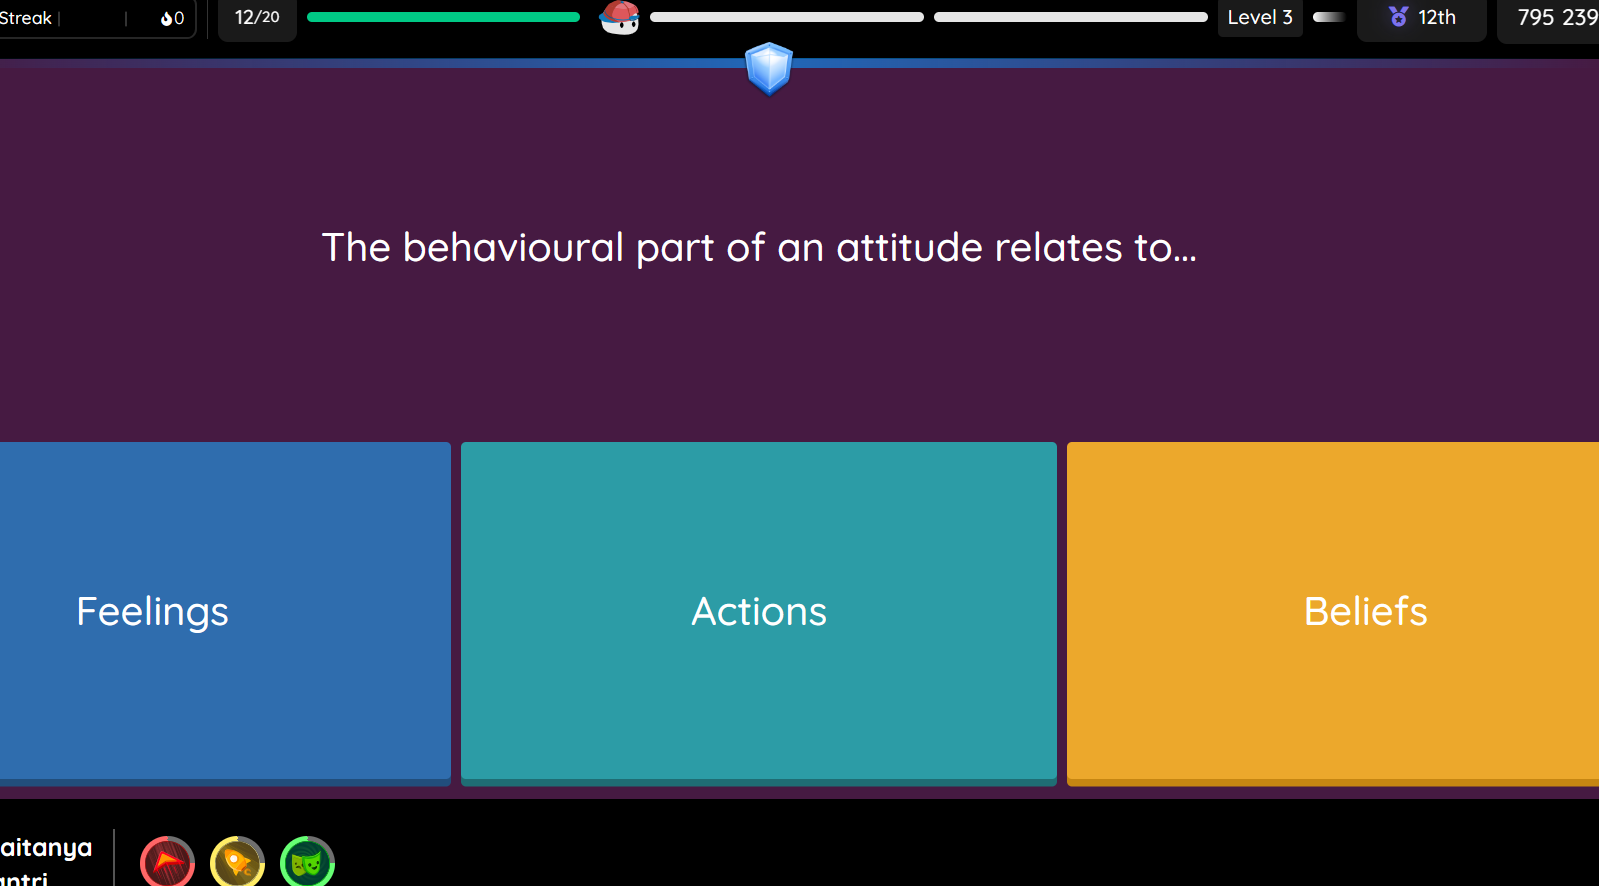 Streak 0 12/20 Level 3 12th 795 239
The behavioural part of an attitude relates to...
Feelings Actions Beliefs
aitanya
antri